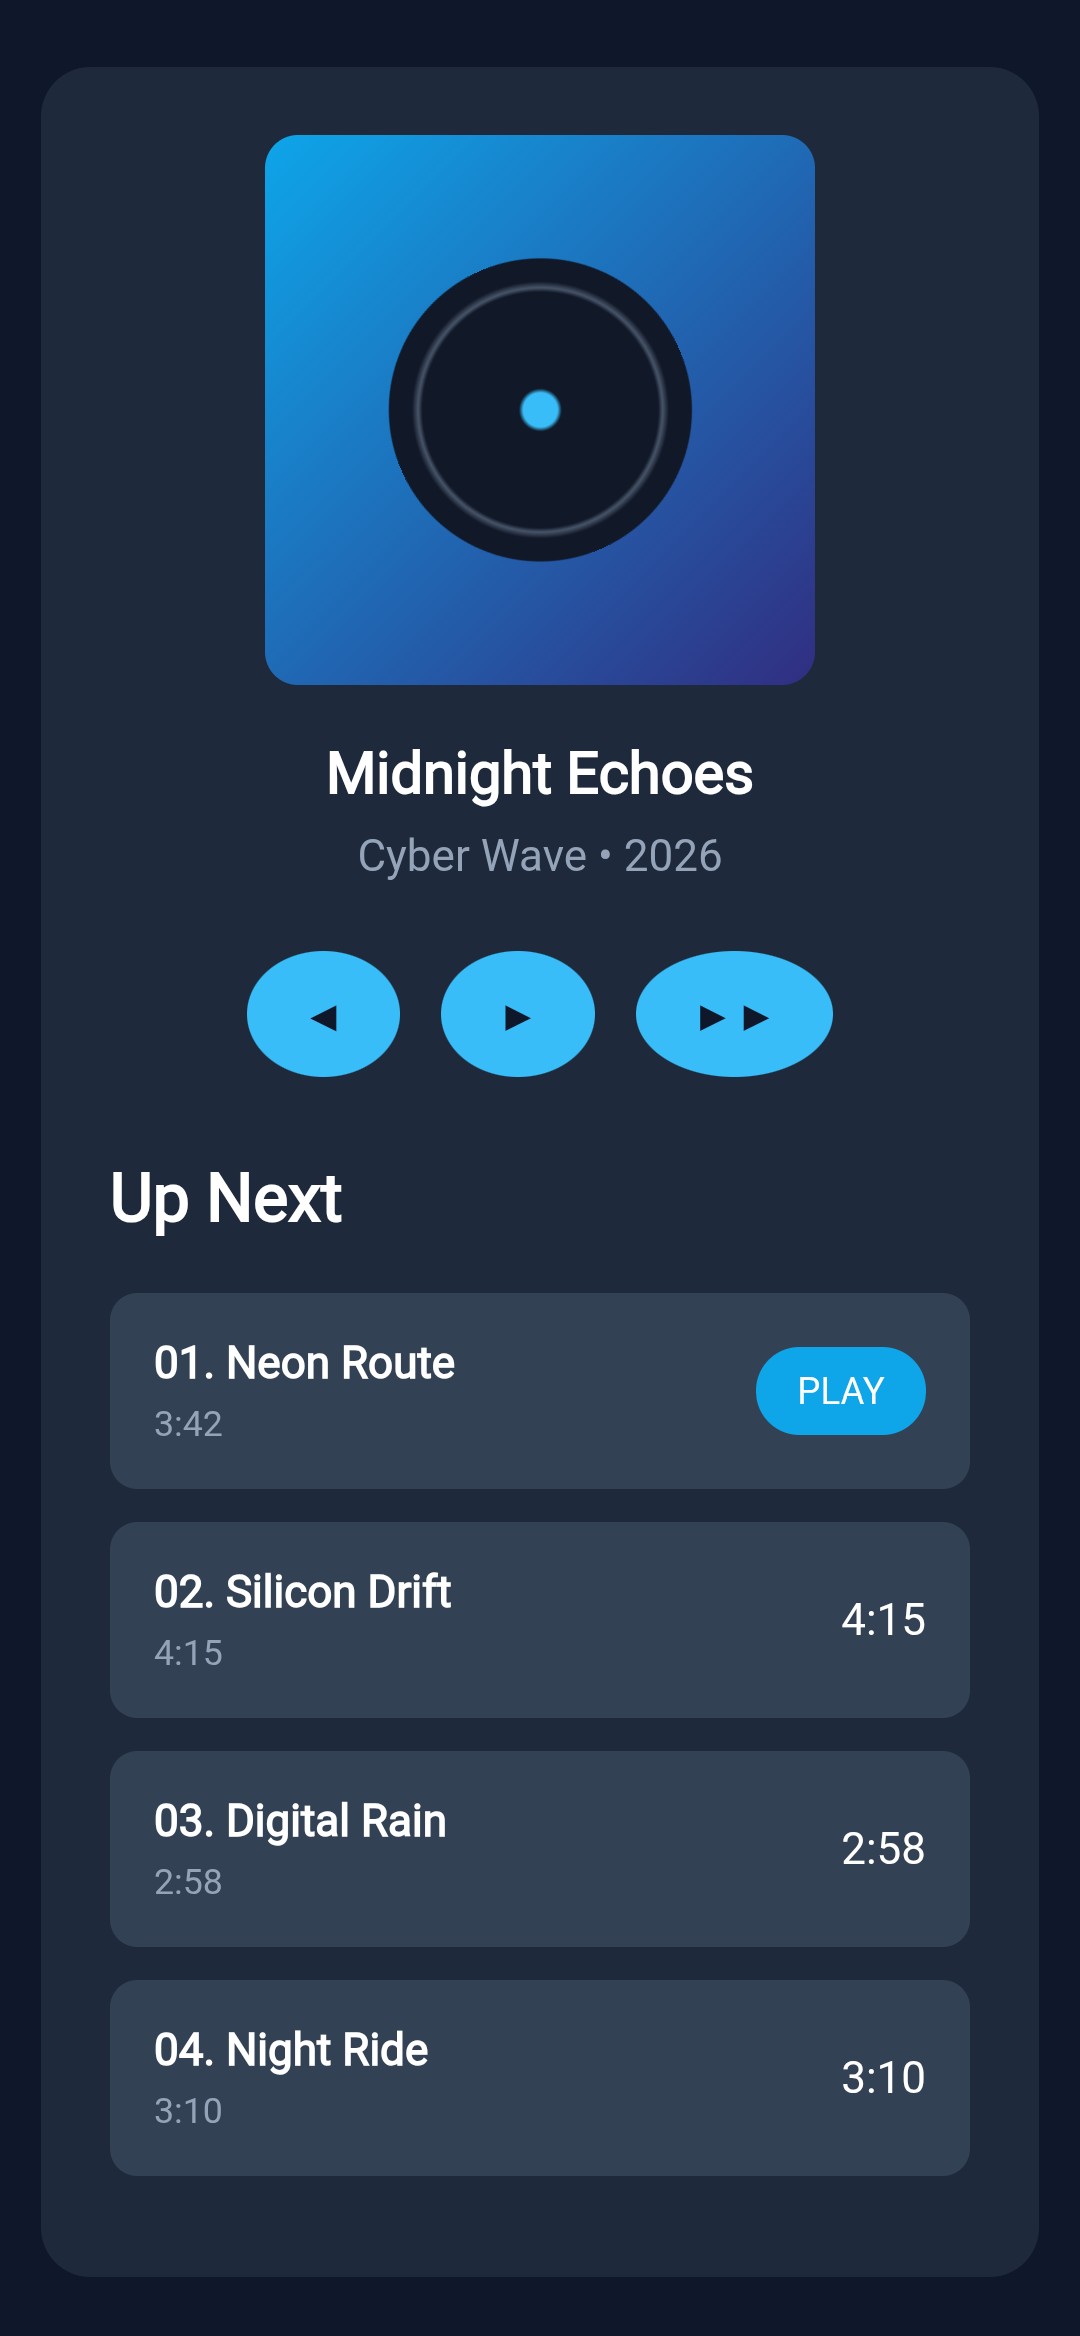 Midnight Echoes
Cyber Wave • 2026
◄ ► ►►
Up Next
01. Neon Route
3:42
PLAY
02. Silicon Drift
4:15
4:15
03. Digital Rain
2:58
2:58
04. Night Ride
3:10
3:10